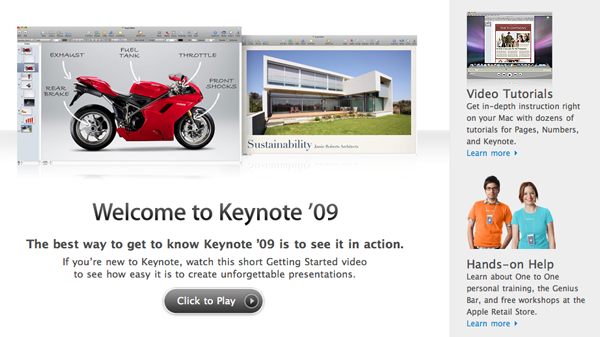 EXHAUST
FUEL
TANK
THROTTLE
REAR
BRAKE
FRONT
SHOCKS
Sustainability Jamie Roberts Architects
Welcome to Keynote ’09
The best way to get to know Keynote ’09 is to see it in action.
If you’re new to Keynote, watch this short Getting Started video
to see how easy it is to create unforgettable presentations.
Click to Play
Video Tutorials
Get in-depth instruction right
on your Mac with dozens of
tutorials for Pages, Numbers,
and Keynote.
Learn more
Hands-on Help
Learn about One to One
personal training, the Genius
Bar, and free workshops at the
Apple Retail Store.
Learn more